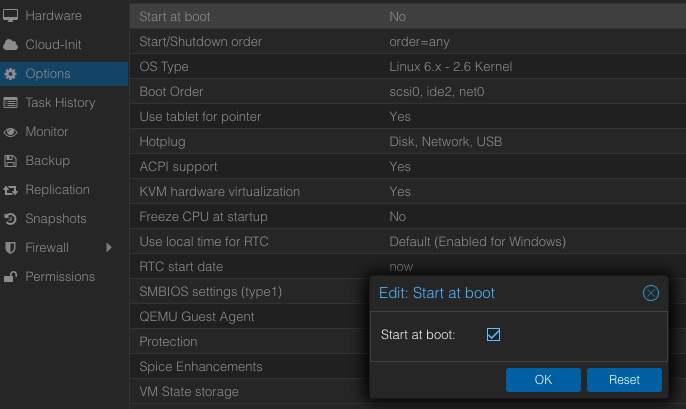 Hardware
Cloud-Init
Options
Task History
Monitor
Backup
Replication
Snapshots
Firewall
Permissions
Start at boot No
Start/Shutdown order order=any
OS Type Linux 6.x - 2.6 Kernel
Boot Order scsi0, ide2, net0
Use tablet for pointer Yes
Hotplug Disk, Network, USB
ACPI support Yes
KVM hardware virtualization Yes
Freeze CPU at startup No
Use local time for RTC Default (Enabled for Windows)
RTC start date now
SMBIOS settings (type1)
QEMU Guest Agent
Protection
Spice Enhancements
VM State storage
Edit: Start at boot
Start at boot:
OK Reset